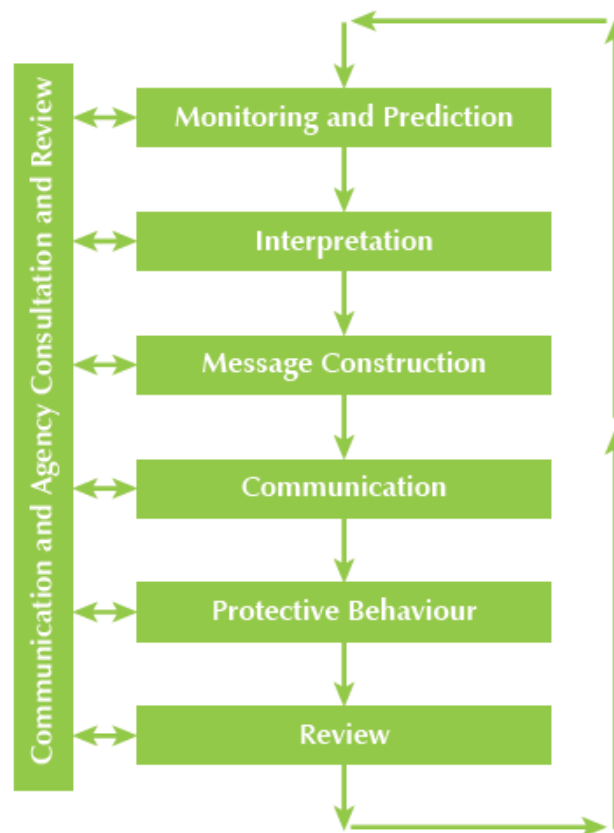 Communication and Agency Consultation and Review
Monitoring and Prediction
Interpretation
Message Construction
Communication
Protective Behaviour
Review